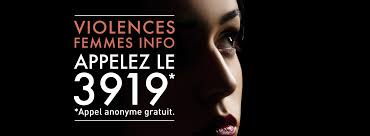 VIOLENCES
FEMMES INFO
APPELEZ LE
3919*
*Appel anonyme gratuit.